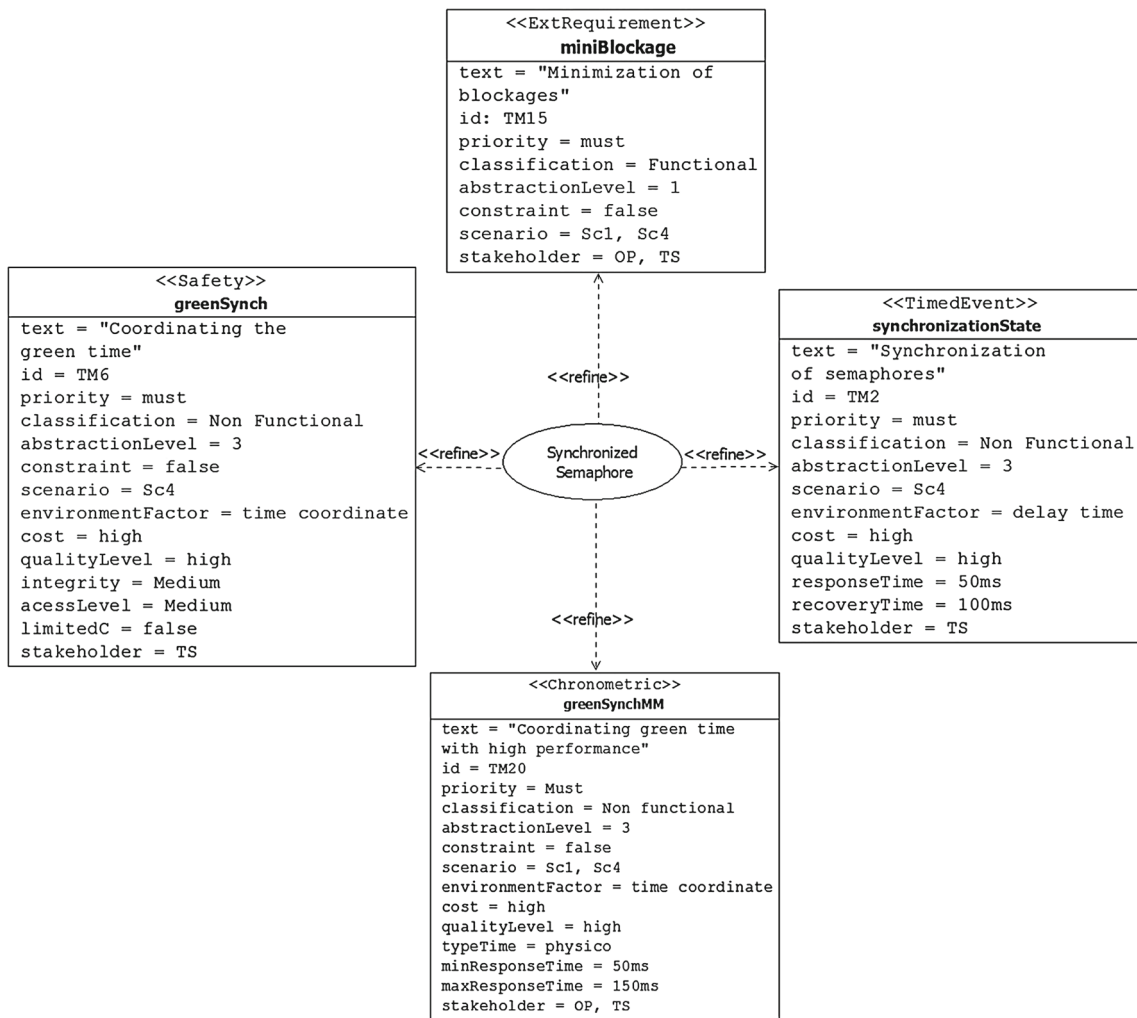 <<ExtRequirement>>
miniBlockage
text = "Minimization of
blockages"
id: TM15
priority = must
classification = Functional
abstractionLevel = 1
constraint = false
scenario = Sc1, Sc4
stakeholder = OP, TS
<<Safety>>
greenSynch
text = "Coordinating the
green time"
id = TM6
priority = must
classification = Non Functional
abstractionLevel = 3
constraint = false
scenario = Sc4
environmentFactor = time coordinate
cost = high
qualityLevel = high
integrity = Medium
acessLevel = Medium
limitedC = false
stakeholder = TS
<<refine>>
<<refine>>
Synchronized
Semaphore
<<refine>>
<<refine>>
<<TimedEvent>>
synchronizationState
text = "Synchronization
of semaphores"
id = TM2
priority = must
classification = Non Functional
abstractionLevel = 3
scenario = Sc4
environmentFactor = delay time
cost = high
qualityLevel = high
responseTime = 50ms
recoveryTime = 100ms
stakeholder = TS
<<Chronometric>>
greenSynchMM
text = "Coordinating green time
with high performance"
id = TM20
priority = Must
classification = Non functional
abstractionLevel = 3
constraint = false
scenario = Sc1, Sc4
environmentFactor = time coordinate
cost = high
qualityLevel = high
typeTime = physico
minResponseTime = 50ms
maxResponseTime = 150ms
stakeholder = OP, TS